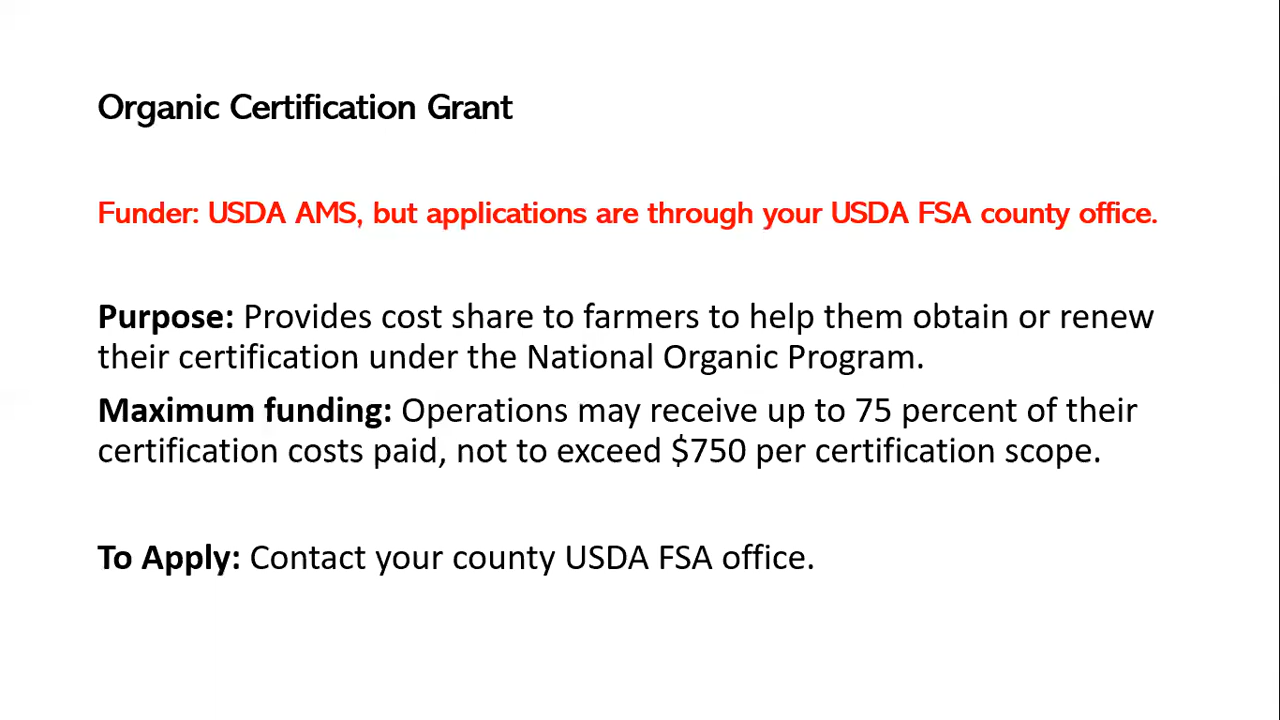 Organic Certification Grant
Funder: USDA AMS, but applications are through your USDA FSA county office.
Purpose: Provides cost share to farmers to help them obtain or renew
their certification under the National Organic Program.
Maximum funding: Operations may receive up to 75 percent of their
certification costs paid, not to exceed $750 per certification scope.
To Apply: Contact your county USDA FSA office.